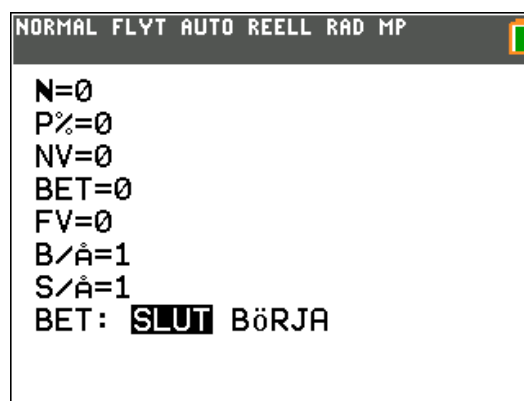 NORMAL FLYT AUTO REELL RAD MP
N=0
P%=0
NV=0
BET=0
FV=0
B/å=1
S/å=1
BET: SLUT BöRJA